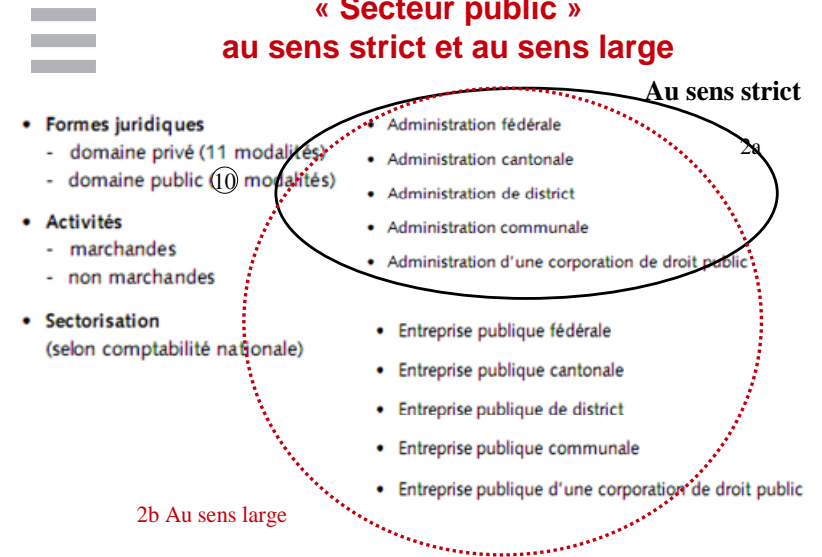 « Secteur public »
au sens strict et au sens large
Au sens strict
2a
• Formes juridiques
- domaine privé (11 modalités)
- domaine public (10 modalités)
• Activités
- marchandes
- non marchandes
• Sectorisation
(selon comptabilité nationale)
• Administration fédérale
• Administration cantonale
• Administration de district
• Administration communale
• Administration d'une corporation de droit public
• Entreprise publique fédérale
• Entreprise publique cantonale
• Entreprise publique de district
• Entreprise publique communale
• Entreprise publique d'une corporation de droit public
2b Au sens large